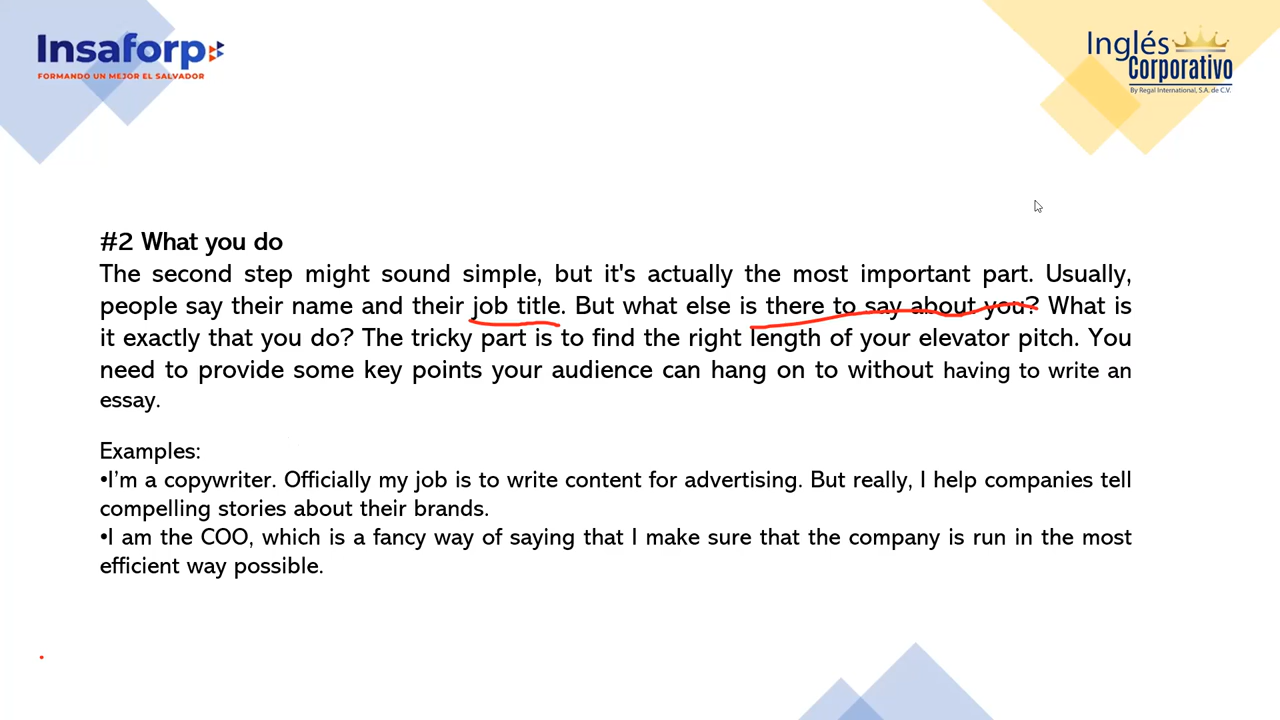 Insaforp
FORMANDO UN MEJOR EL SALVADOR
Inglés
Corporativo
By Regal International, S.A. de C.V.
#2 What you do
The second step might sound simple, but it's actually the most important part. Usually,
people say their name and their job title. But what else is there to say about you? What is
it exactly that you do? The tricky part is to find the right length of your elevator pitch. You
need to provide some key points your audience can hang on to without having to write an
essay.
Examples:
•I’m a copywriter. Officially my job is to write content for advertising. But really, I help companies tell
compelling stories about their brands.
•I am the COO, which is a fancy way of saying that I make sure that the company is run in the most
efficient way possible.